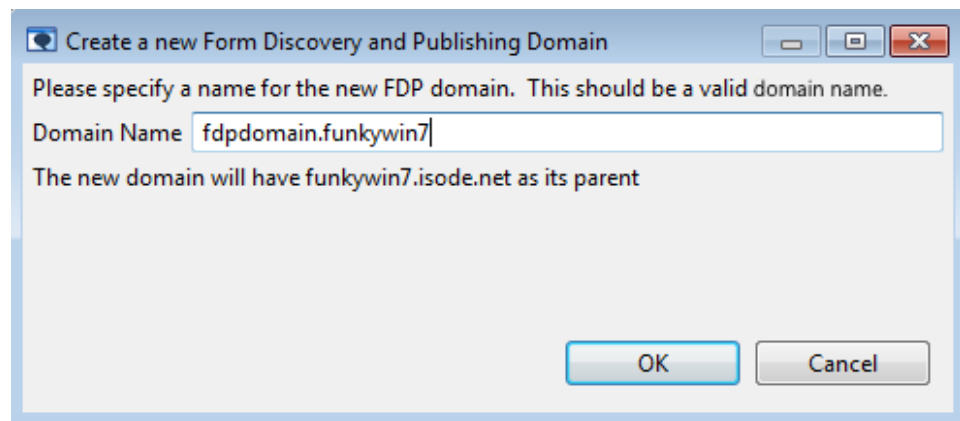 Create a new Form Discovery and Publishing Domain
Please specify a name for the new FDP domain.  This should be a valid domain name.
Domain Name fdpdomain.funkywin7
The new domain will have funkywin7.isode.net as its parent
OK Cancel